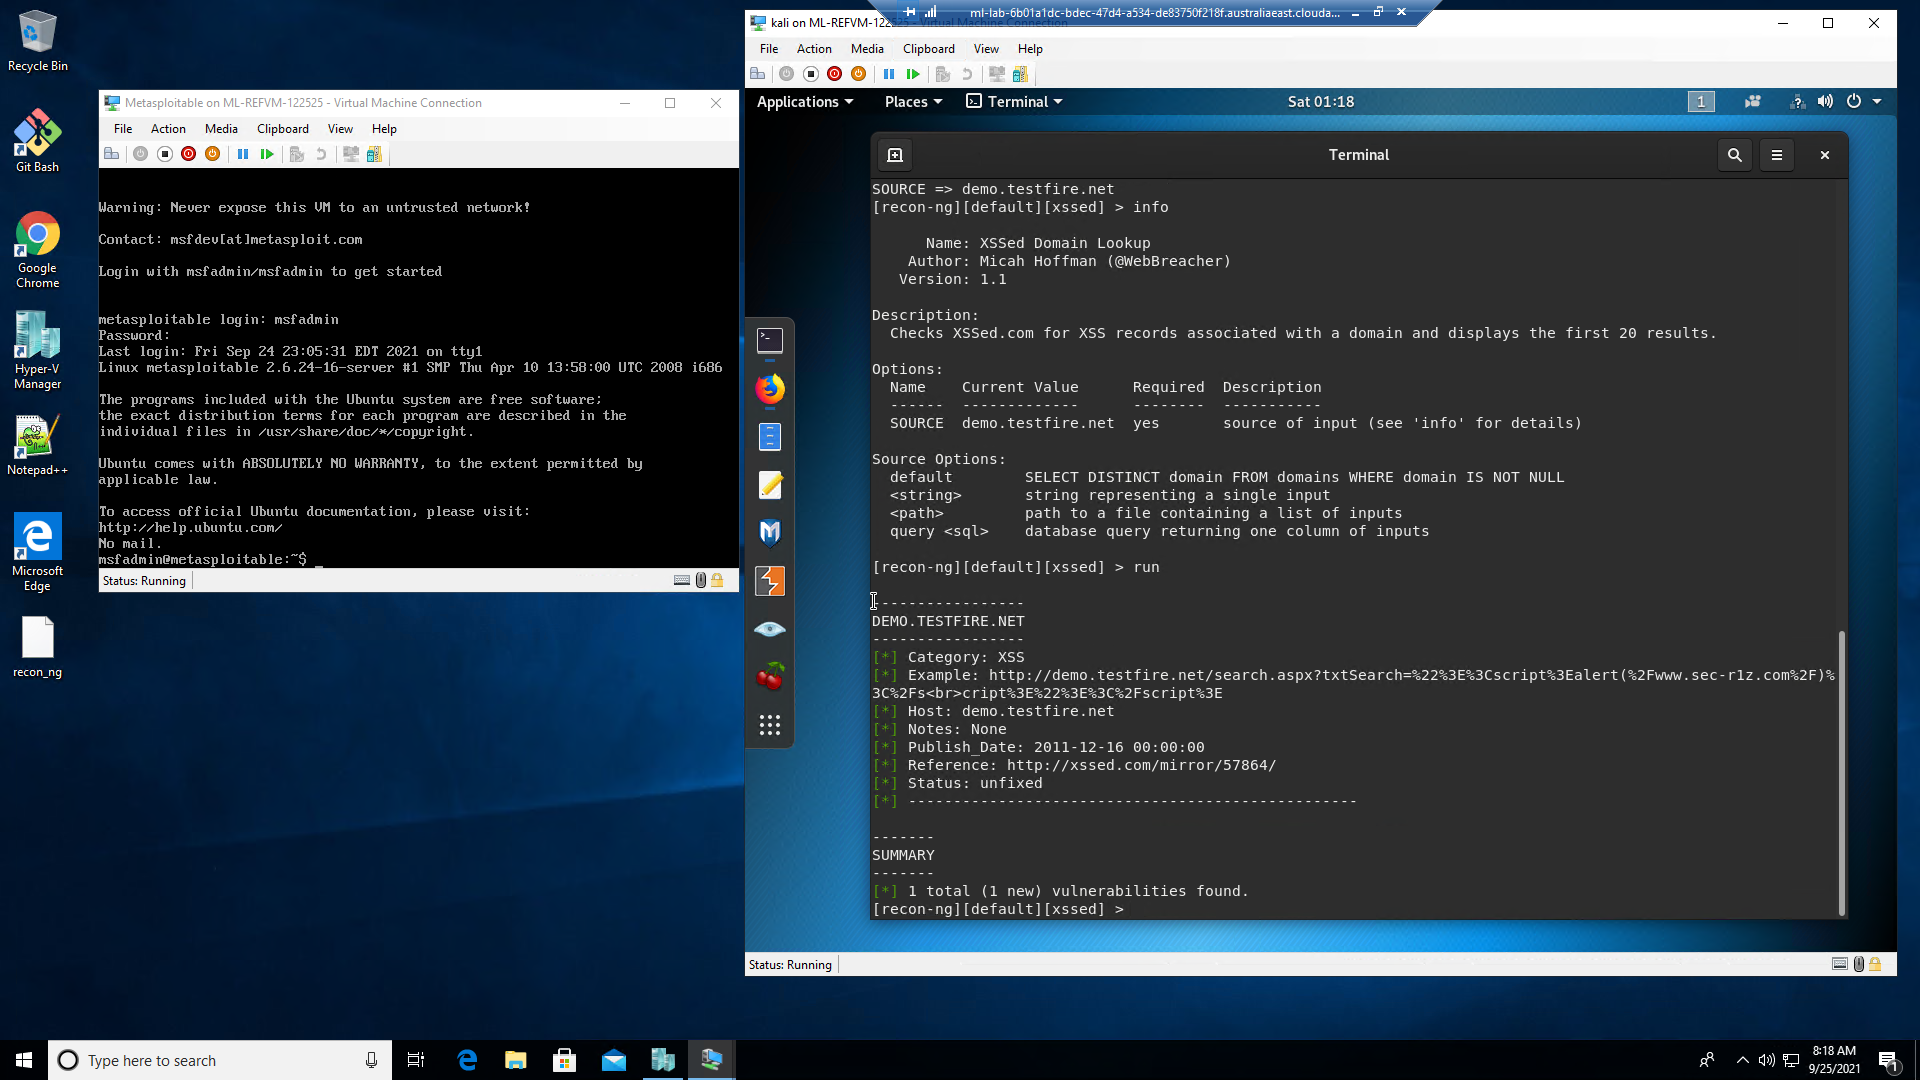 Recycle Bin
Git Bash
Google
Chrome
Hyper-V
Manager
Notepad++
Microsoft
Edge
recon_ng
Metasploitable on ML-REFVM-122525 - Virtual Machine Connection
File Action Media Clipboard View Help
Warning: Never expose this VM to an untrusted network!
Contact: msfdev[at]metasploit.com
Login with msfadmin/msfadmin to get started
metasploitable login: msfadmin
Password:
Last login: Fri Sep 24 23:05:31 EDT 2021 on tty1
Linux metasploitable 2.6.24-16-server #1 SMP Thu Apr 10 13:58:00 UTC 2008 i686
The programs included with the Ubuntu system are free software;
the exact distribution terms for each program are described in the
individual files in /usr/share/doc/*/copyright.
Ubuntu comes with ABSOLUTELY NO WARRANTY, to the extent permitted by
applicable law.
To access official Ubuntu documentation, please visit:
http://help.ubuntu.com/
No mail.
msfadmin@metasploitable:~$ _
Status: Running
ml-lab-6b01a1dc-bdec-47d4-a534-de83750f218f.australiaeast.clouda...
kali on ML-REFVM-122525 - Virtual Machine Connection
File Action Media Clipboard View Help
Applications Places Terminal Sat 01:18 1
Terminal
SOURCE => demo.testfire.net
[recon-ng][default][xssed] > info
Name: XSSed Domain Lookup
Author: Micah Hoffman (@WebBreacher)
Version: 1.1
Description:
Checks XSSed.com for XSS records associated with a domain and displays the first 20 results.
Options:
Name Current Value Required Description
------ ------------- -------- -----------
SOURCE demo.testfire.net yes source of input (see 'info' for details)
Source Options:
default SELECT DISTINCT domain FROM domains WHERE domain IS NOT NULL
<string> string representing a single input
<path> path to a file containing a list of inputs
query <sql> database query returning one column of inputs
[recon-ng][default][xssed] > run
-----------------
DEMO.TESTFIRE.NET
-----------------
[*] Category: XSS
[*] Example: http://demo.testfire.net/search.aspx?txtSearch=%22%3E%3Cscript%3Ealert(%2Fwww.sec-r1z.com%2F)%
3C%2Fs<br>cript%3E%22%3E%3C%2Fscript%3E
[*] Host: demo.testfire.net
[*] Notes: None
[*] Publish_Date: 2011-12-16 00:00:00
[*] Reference: http://xssed.com/mirror/57864/
[*] Status: unfixed
[*] --------------------------------------------------
-------
SUMMARY
-------
[*] 1 total (1 new) vulnerabilities found.
[recon-ng][default][xssed] >
Status: Running
Type here to search
8:18 AM
9/25/2021
1